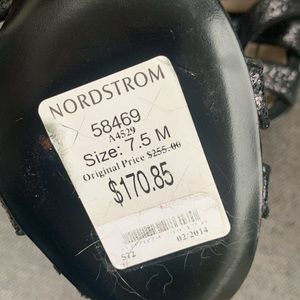 NORDSTROM
58469
A4529
Size: 7.5 M
Original Price $255.00
$170.85
572
02/2014